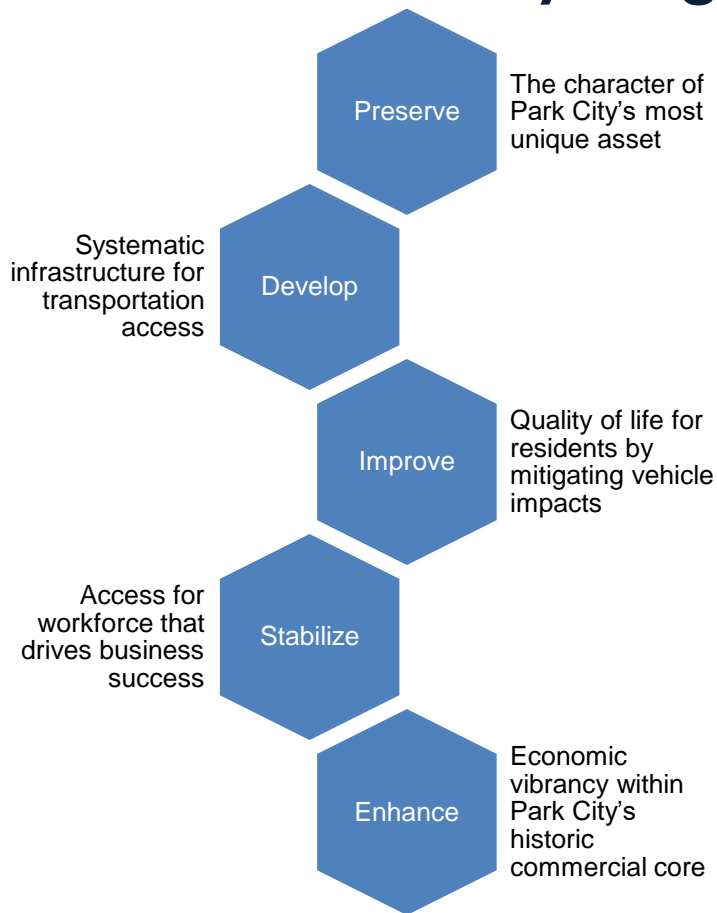 Preserve
The character of
Park City’s most
unique asset
Systematic
infrastructure for
transportation
access
Develop
Improve
Quality of life for
residents by
mitigating vehicle
impacts
Access for
workforce that
drives business
success
Stabilize
Enhance
Economic
vibrancy within
Park City’s
historic
commercial core